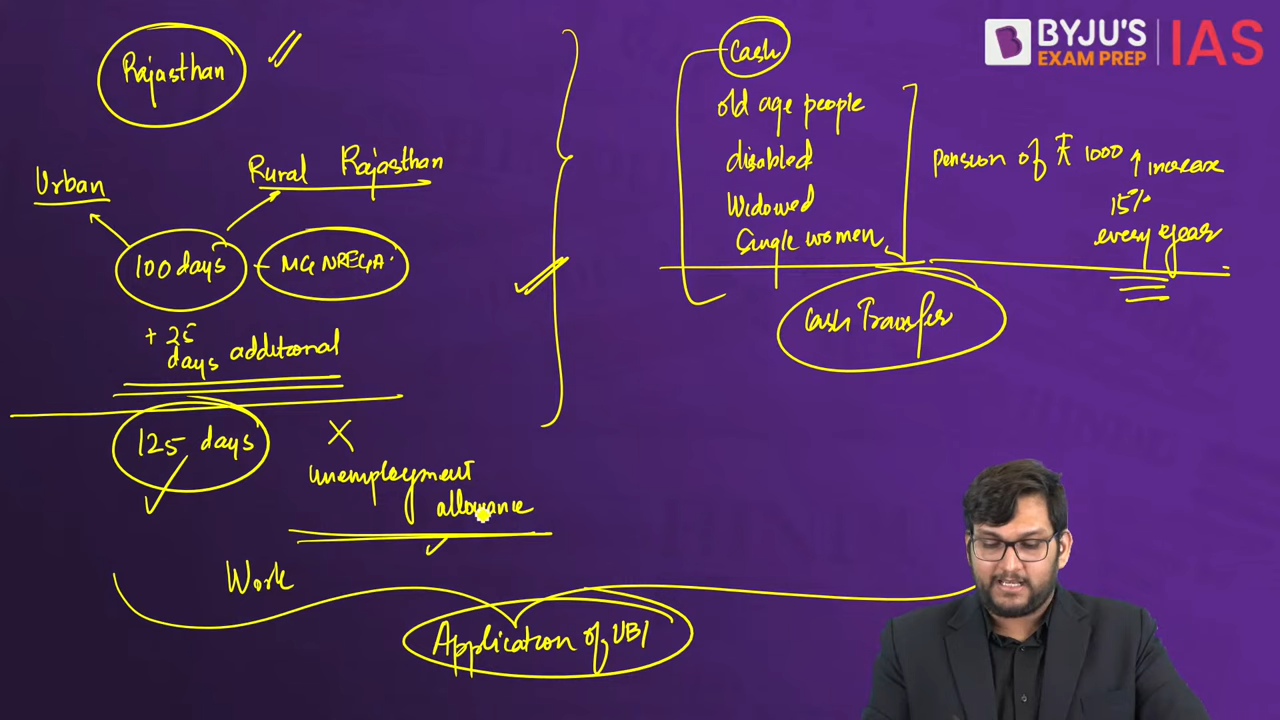 Rajasthan
Urban
Rural Rajasthan
100 days
MGNREGA
+ 25
days additional
125 days
X
unemployment
allowance
Work
Application of UBI
Cash
old age people
disabled
Widowed
Single women
pension of ₹ 1000 ↑ increase
15%
every year
Cash Transfer
BYJU'S
EXAM PREP
IAS